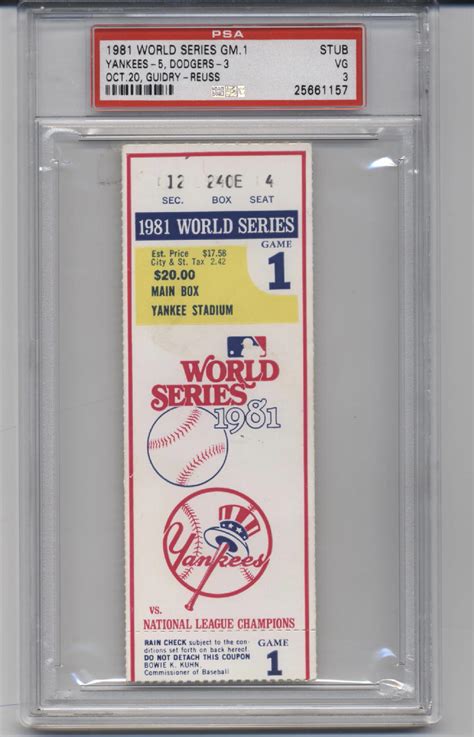 PSA
1981 WORLD SERIES GM.1 STUB
YANKEES-5, DODGERS-3 VG
OCT.20, GUIDRY-REUSS 3
25661157
12 240E 4
SEC. BOX SEAT
1981 WORLD SERIES
Est. Price $17.58 GAME
City & St. Tax 2.42 1
$20.00
MAIN BOX
YANKEE STADIUM
WORLD
SERIES
1981
Yankees
VS.
NATIONAL LEAGUE CHAMPIONS
RAIN CHECK subject to the con- GAME
ditions set forth on back hereof. 1
DO NOT DETACH THIS COUPON
BOWIE K. KUHN,
Commissioner of Baseball